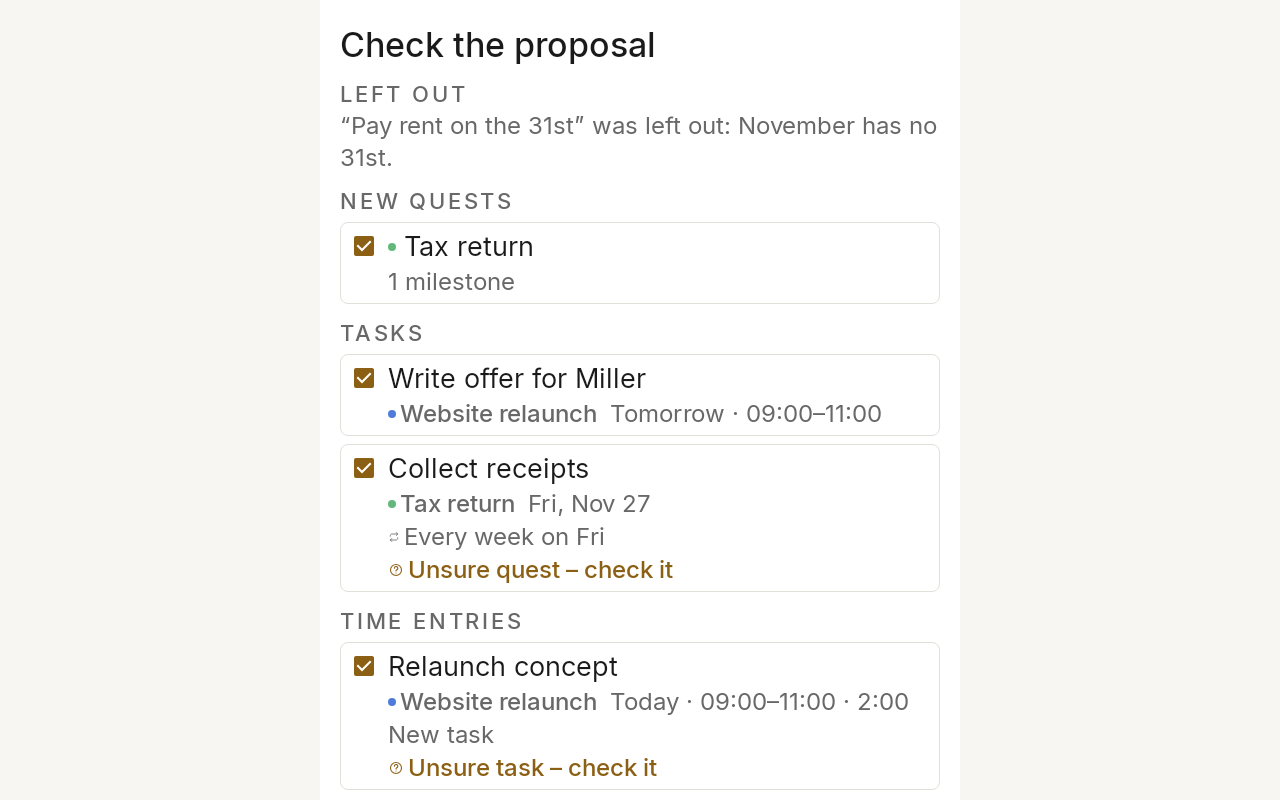 Check the proposal
LEFT OUT
“Pay rent on the 31st” was left out: November has no
31st.
NEW QUESTS
Tax return
1 milestone
TASKS
Write offer for Miller
Website relaunch Tomorrow · 09:00–11:00
Collect receipts
Tax return Fri, Nov 27
Every week on Fri
Unsure quest – check it
TIME ENTRIES
Relaunch concept
Website relaunch Today · 09:00–11:00 · 2:00
New task
Unsure task – check it